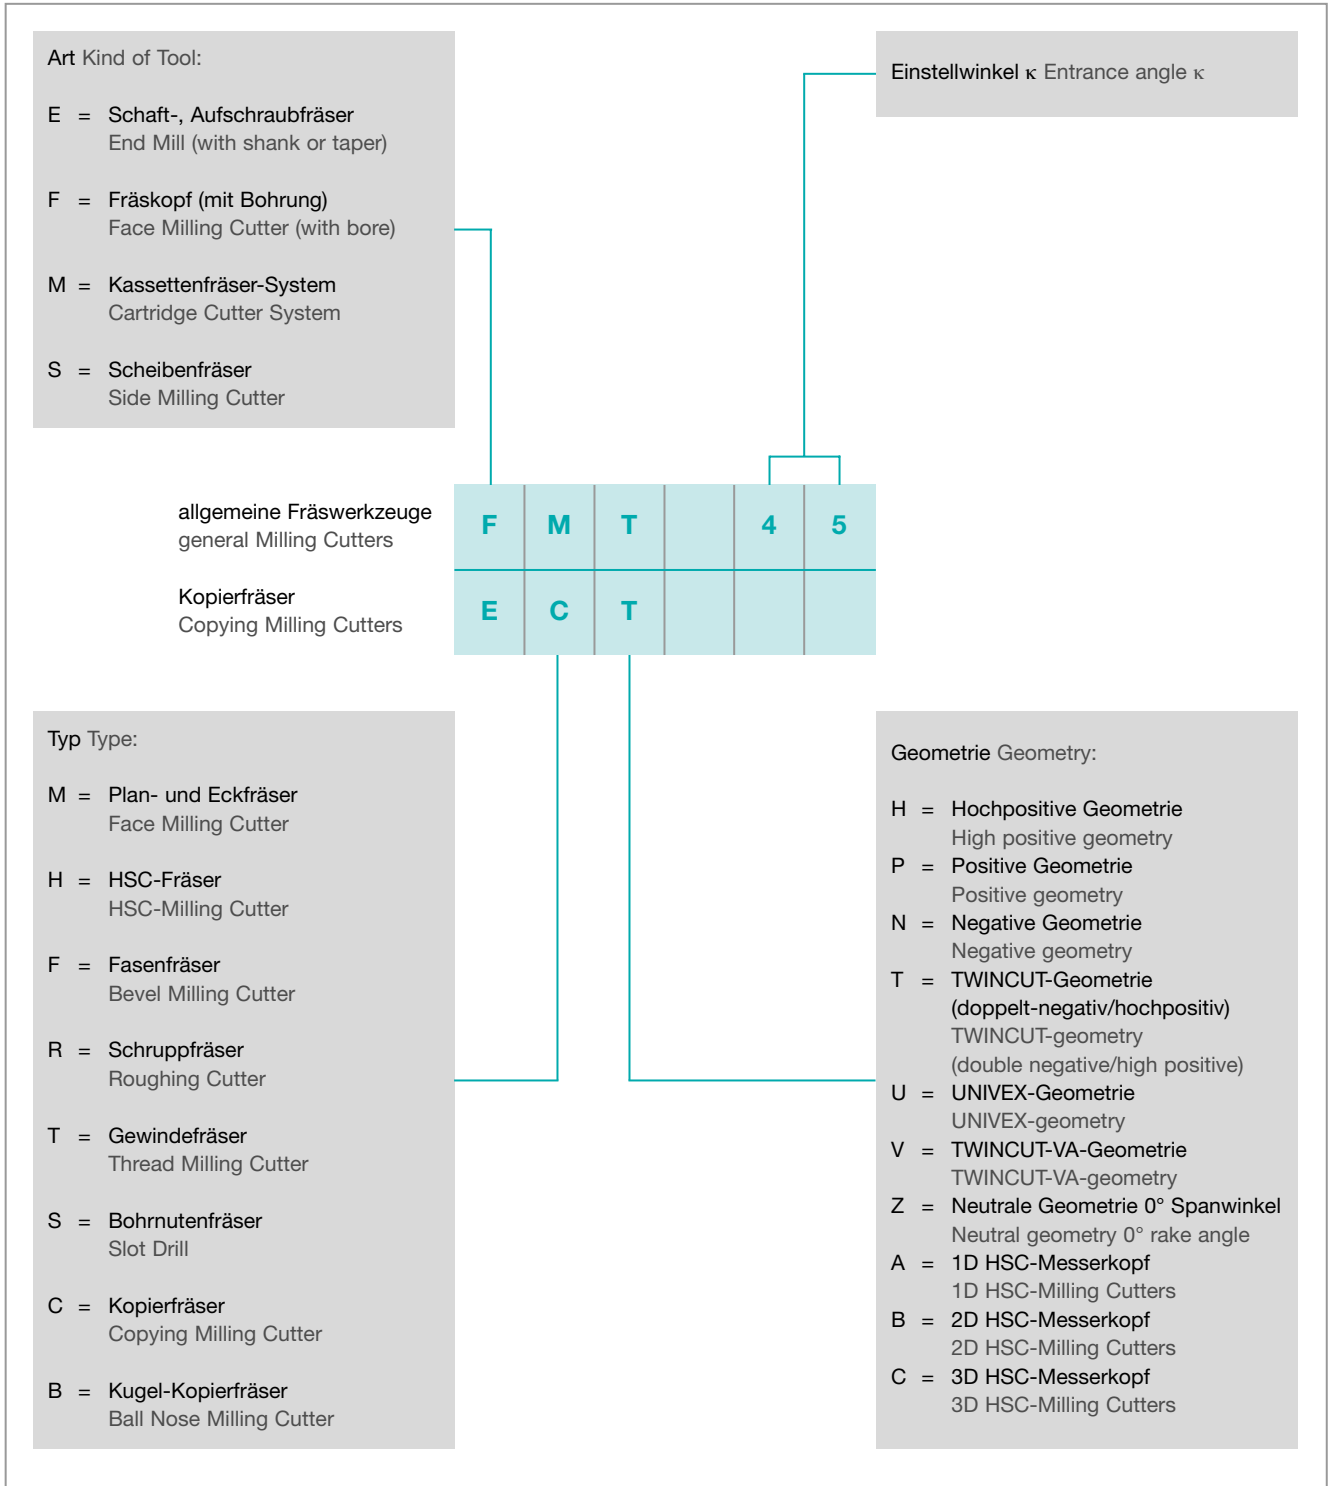 Art Kind of Tool:
E = Schaft-, Aufschraubfräser
End Mill (with shank or taper)
F = Fräskopf (mit Bohrung)
Face Milling Cutter (with bore)
M = Kassettenfräser-System
Cartridge Cutter System
S = Scheibenfräser
Side Milling Cutter
Einstellwinkel κ Entrance angle κ
allgemeine Fräswerkzeuge
general Milling Cutters
F M T 4 5
Kopierfräser
Copying Milling Cutters
E C T
Typ Type:
M = Plan- und Eckfräser
Face Milling Cutter
H = HSC-Fräser
HSC-Milling Cutter
F = Fasenfräser
Bevel Milling Cutter
R = Schruppfräser
Roughing Cutter
T = Gewindefräser
Thread Milling Cutter
S = Bohrnutenfräser
Slot Drill
C = Kopierfräser
Copying Milling Cutter
B = Kugel-Kopierfräser
Ball Nose Milling Cutter
Geometrie Geometry:
H = Hochpositive Geometrie
High positive geometry
P = Positive Geometrie
Positive geometry
N = Negative Geometrie
Negative geometry
T = TWINCUT-Geometrie
(doppelt-negativ/hochpositiv)
TWINCUT-geometry
(double negative/high positive)
U = UNIVEX-Geometrie
UNIVEX-geometry
V = TWINCUT-VA-Geometrie
TWINCUT-VA-geometry
Z = Neutrale Geometrie 0° Spanwinkel
Neutral geometry 0° rake angle
A = 1D HSC-Messerkopf
1D HSC-Milling Cutters
B = 2D HSC-Messerkopf
2D HSC-Milling Cutters
C = 3D HSC-Messerkopf
3D HSC-Milling Cutters